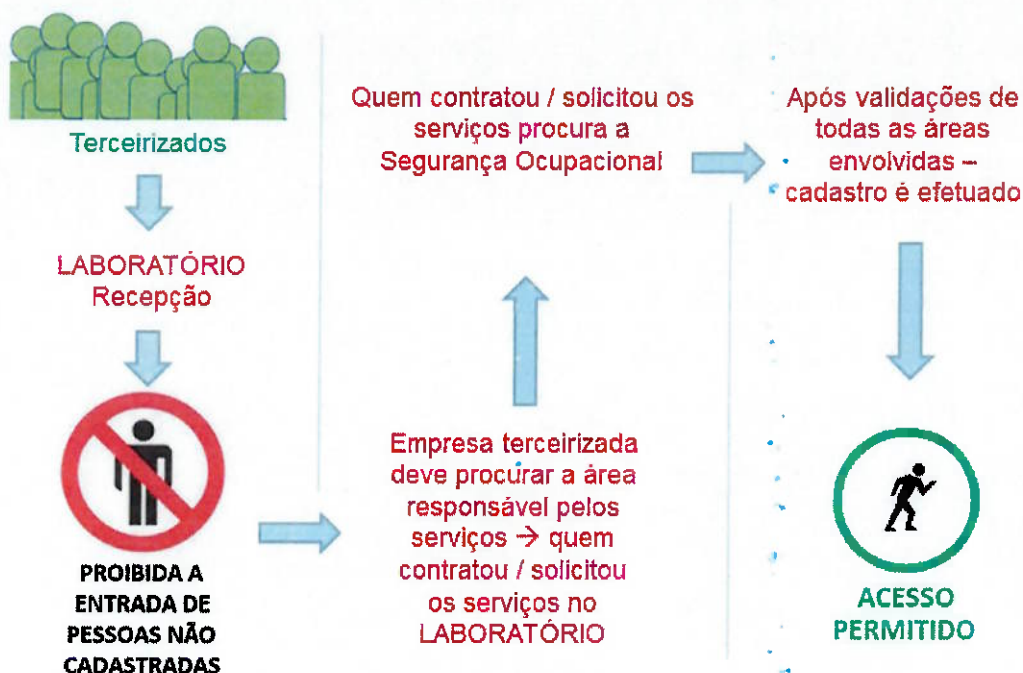 Terceirizados
LABORATÓRIO
Recepção
PROIBIDA A
ENTRADA DE
PESSOAS NÃO
CADASTRADAS
Empresa terceirizada
deve procurar a área
responsável pelos
serviços → quem
contratou / solicitou
os serviços no
LABORATÓRIO
Quem contratou / solicitou os
serviços procura a
Segurança Ocupacional
Após validações de
todas as áreas
envolvidas –
cadastro é efetuado
ACESSO
PERMITIDO